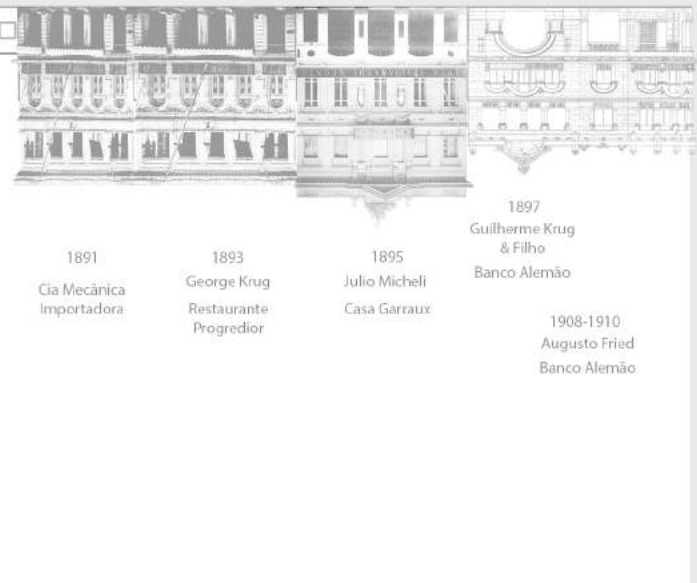 1891
Cia Mecânica
Importadora
1893
George Krug
Restaurante
Progredior
1895
Julio Micheli
Casa Garraux
1897
Guilherme Krug
& Filho
Banco Alemão
1908-1910
Augusto Fried
Banco Alemão